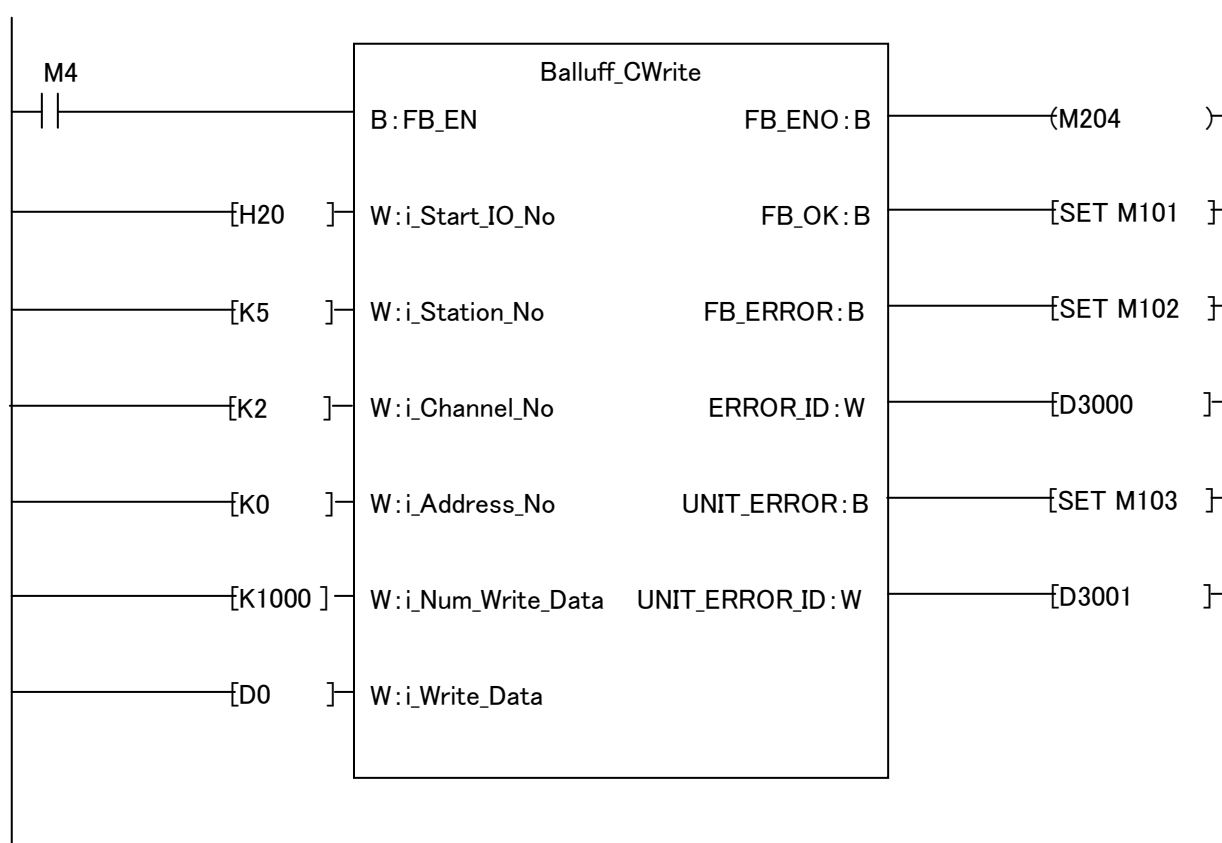 Balluff_CWrite
M4
B:FB_EN FB_ENO:B (M204 )
[H20 ] W:i_Start_IO_No FB_OK:B [SET M101 ]
[K5 ] W:i_Station_No FB_ERROR:B [SET M102 ]
[K2 ] W:i_Channel_No ERROR_ID:W [D3000 ]
[K0 ] W:i_Address_No UNIT_ERROR:B [SET M103 ]
[K1000 ] W:i_Num_Write_Data UNIT_ERROR_ID:W [D3001 ]
[D0 ] W:i_Write_Data